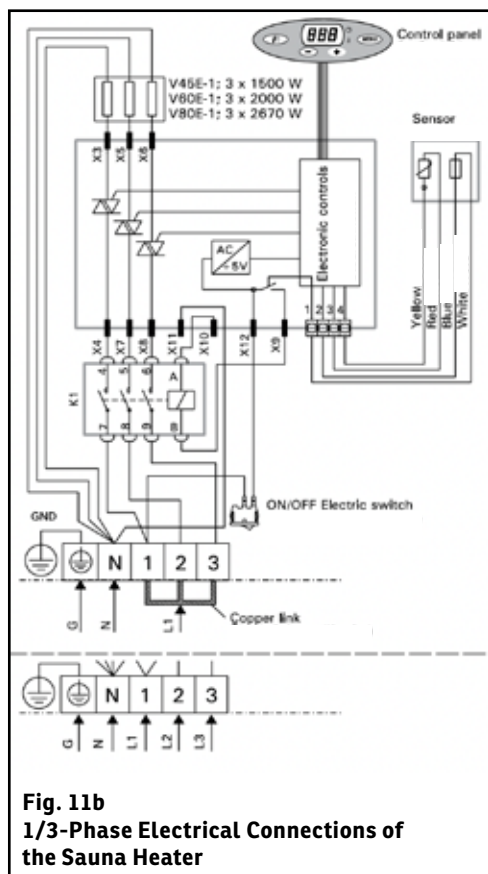 888
Control panel
F
MENU
− +
V45E-1; 3 x 1500 W
V60E-1; 3 x 2000 W
V80E-1; 3 x 2670 W
Sensor
X3
X5
X6
Electronic controls
AC
+5V
1 2 3 4
Yellow
Red
Blue
White
X4
X7
X8
X11
X10
X12
X9
K1
4
5
6
A
7
8
9
B
ON/OFF Electric switch
GND
N 1 2 3
Copper link
G
N
L1
N 1 2 3
G
N
L1
L2
L3
Fig. 11b
1/3-Phase Electrical Connections of
the Sauna Heater